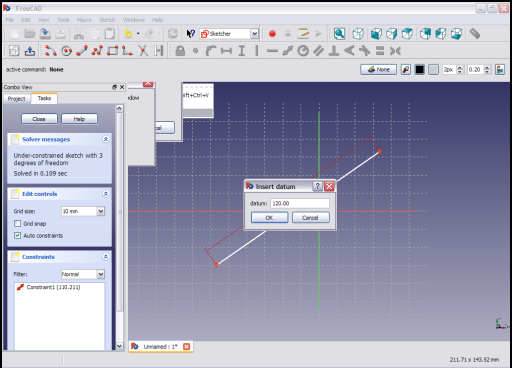 FreeCAD
File Edit View Tools Macro Sketch Windows Help
Sketcher
active command: None
None
2px
0.20
Combo View
ift+Ctrl+V
Project Tasks
dow
Close Help
cel
Solver messages
Under-constrained sketch with 3
degrees of freedom
Solved in 0.109 sec
Insert datum
datum: 120.00
OK Cancel
Edit controls
Grid size: 10 mm
Grid snap
Auto constraints
Constraints
Filter: Normal
Constraint1 (110.211)
Unnamed : 1*
211.71 x 143.52 mm